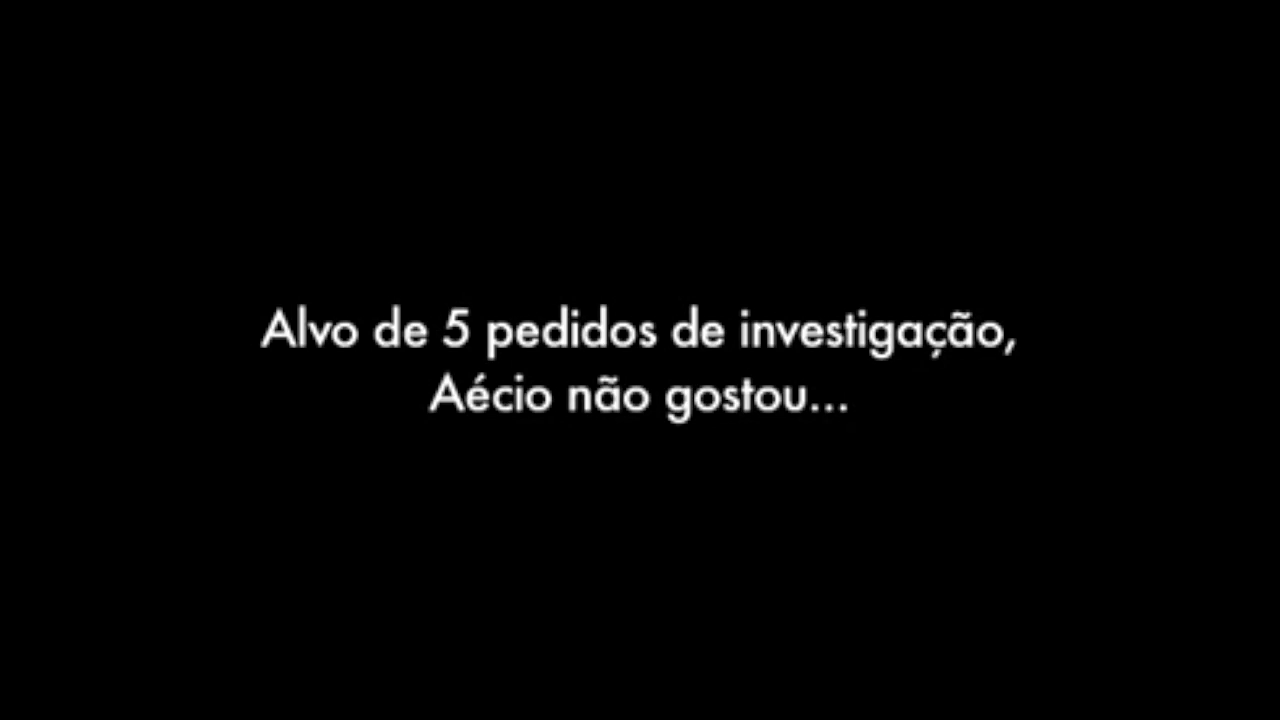 Alvo de 5 pedidos de investigação,
Aécio não gostou...